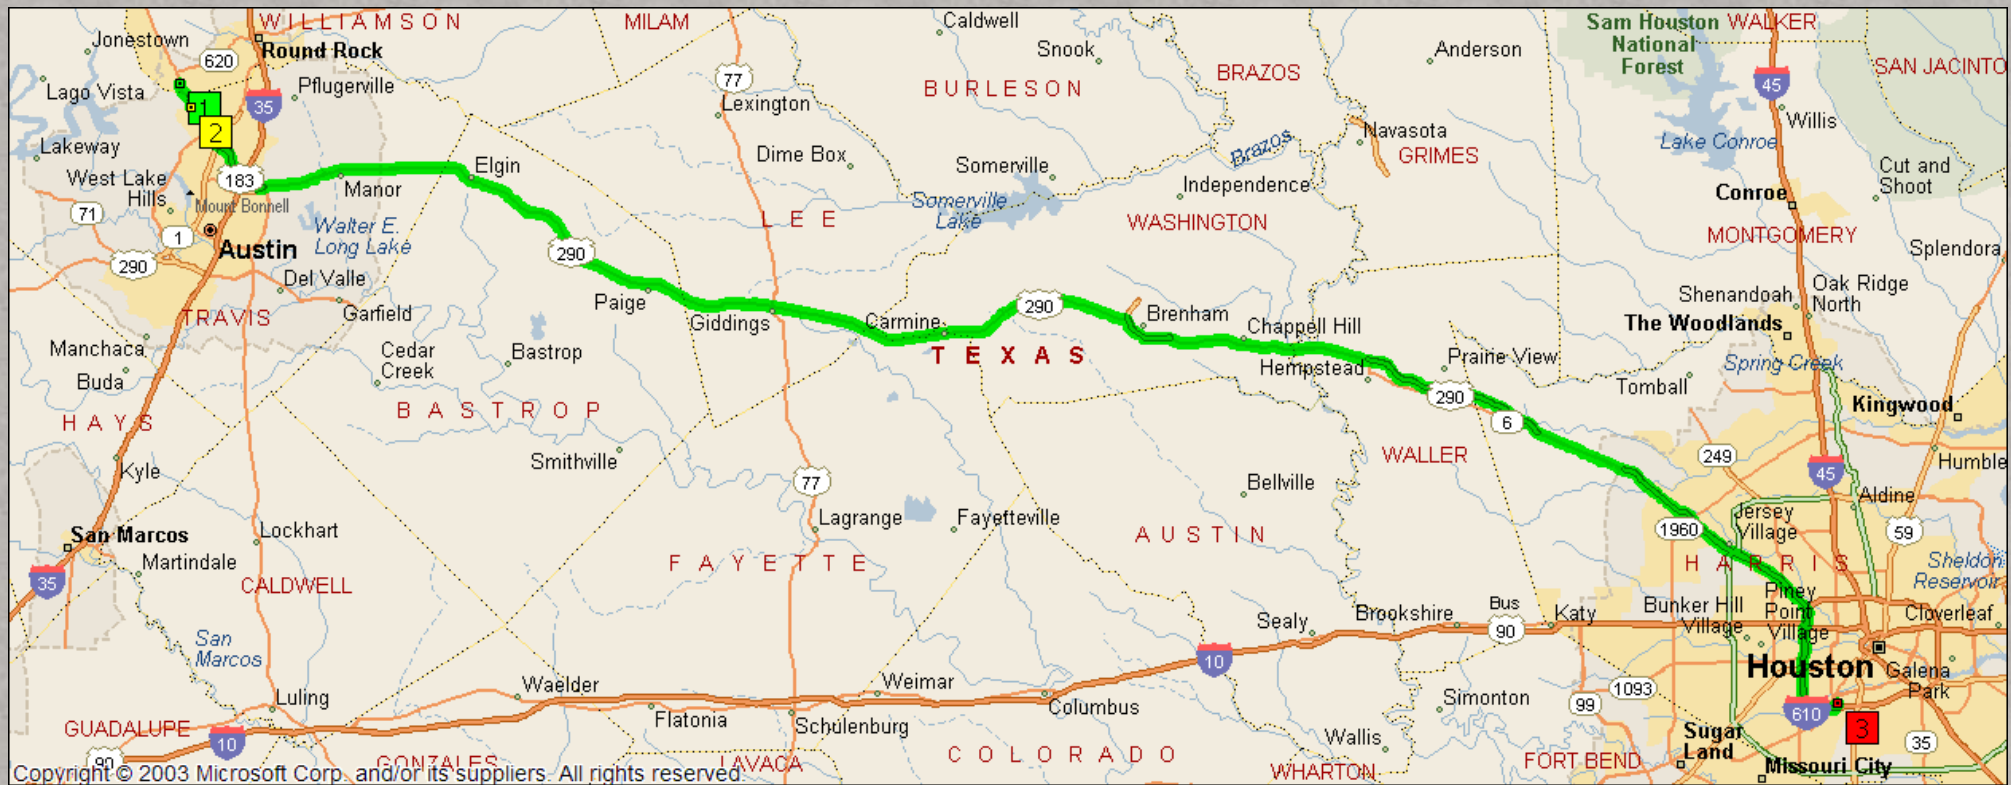 WILLIAMSON
MILAM
Caldwell
Sam Houston
National
Forest
WALKER
Jonestown
Round Rock
Snook
Anderson
620
77
BRAZOS
SAN JACINTO
Lago Vista
Pflugerville
BURLESON
45
1
35
Lexington
Willis
2
Navasota
Lakeway
Dime Box
Somerville
Brazos
GRIMES
Lake Conroe
Cut and
Shoot
West Lake
Hills
183
Manor
Elgin
Independence
Conroe
71
Mount Bonnell
Somerville
Lake
LEE
WASHINGTON
MONTGOMERY
1
Austin
Walter E.
Long Lake
Splendora
290
290
Del Valle
Paige
290
Shenandoah
Oak Ridge
North
TRAVIS
Garfield
Giddings
Carmine
Brenham
Chappell Hill
The Woodlands
Manchaca
Cedar
Creek
Bastrop
TEXAS
Hempstead
Prairie View
Spring Creek
Buda
Tomball
HAYS
BASTROP
290
6
Kingwood
Kyle
Smithville
77
WALLER
249
45
Humble
Bellville
Aldine
San Marcos
Lockhart
Lagrange
Fayetteville
AUSTIN
1960
Jersey
Village
59
Martindale
35
CALDWELL
FAYETTE
HARRIS
Sheldon
Reservoir
San
Marcos
Sealy
Brookshire
Bus
90
Katy
Bunker Hill
Village
Piney
Point
Village
Cloverleaf
10
Houston
Galena
Park
Luling
Waelder
Weimar
Columbus
Simonton
1093
99
610
3
GUADALUPE
10
Flatonia
Schulenburg
Wallis
Sugar
Land
35
90
GONZALES
LAVACA
COLORADO
WHARTON
FORT BEND
Missouri City
Copyright © 2003 Microsoft Corp. and/or its suppliers. All rights reserved.